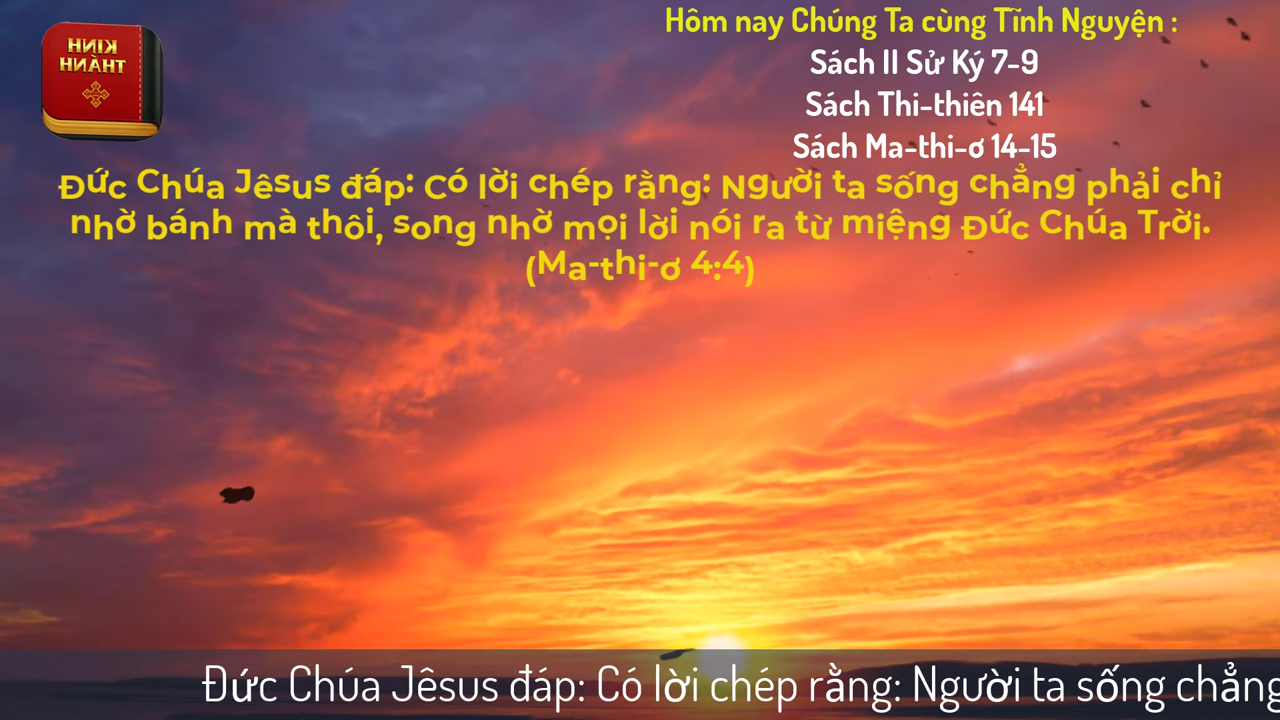 KINH
THÁNH
Hôm nay Chúng Ta cùng Tĩnh Nguyện :
Sách II Sử Ký 7-9
Sách Thi-thiên 141
Sách Ma-thi-ơ 14-15
Đức Chúa Jêsus đáp: Có lời chép rằng: Người ta sống chẳng phải chỉ
nhờ bánh mà thôi, song nhờ mọi lời nói ra từ miệng Đức Chúa Trời.
(Ma-thi-ơ 4:4)
Đức Chúa Jêsus đáp: Có lời chép rằng: Người ta sống chẳng